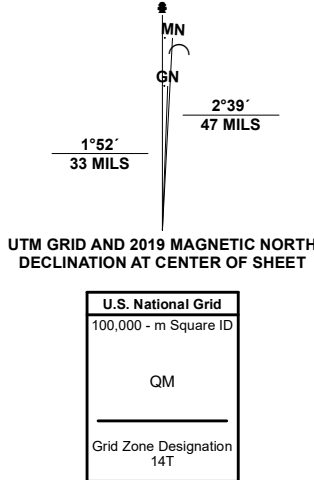 MN
GN
2°39´
47 MILS
1°52´
33 MILS
UTM GRID AND 2019 MAGNETIC NORTH
DECLINATION AT CENTER OF SHEET
U.S. National Grid
100,000 - m Square ID
QM
Grid Zone Designation
14T